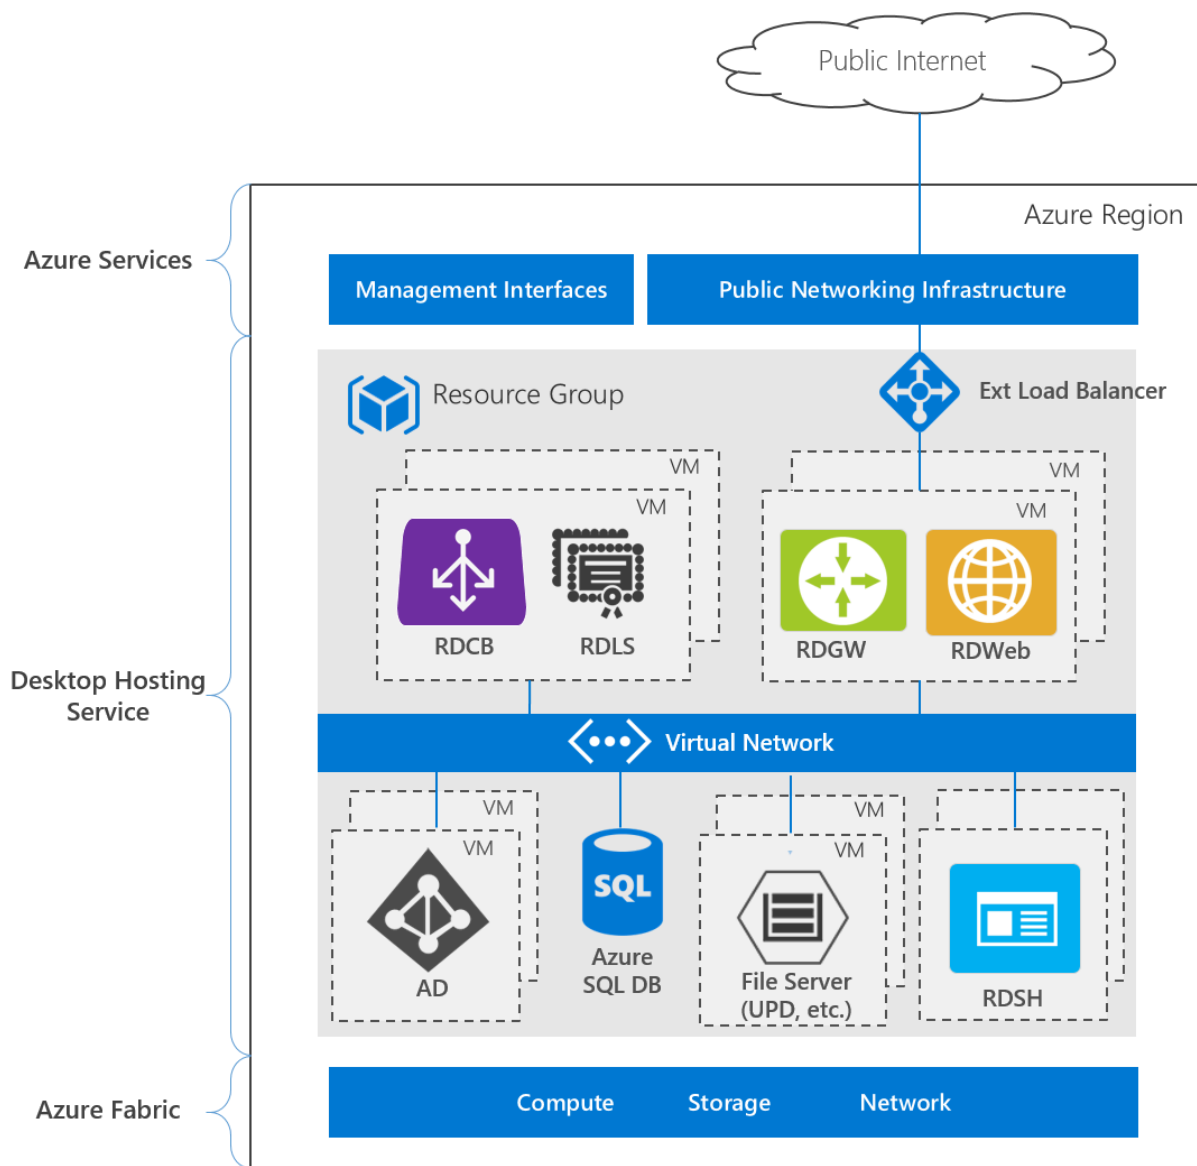 Public Internet
Azure Region
Azure Services
Management Interfaces
Public Networking Infrastructure
Resource Group
Ext Load Balancer
VM
VM
VM
VM
RDCB
RDLS
RDGW
RDWeb
Desktop Hosting
Service
Virtual Network
VM
VM
VM
VM
SQL
AD
Azure
SQL DB
File Server
(UPD, etc.)
RDSH
Azure Fabric
Compute
Storage
Network